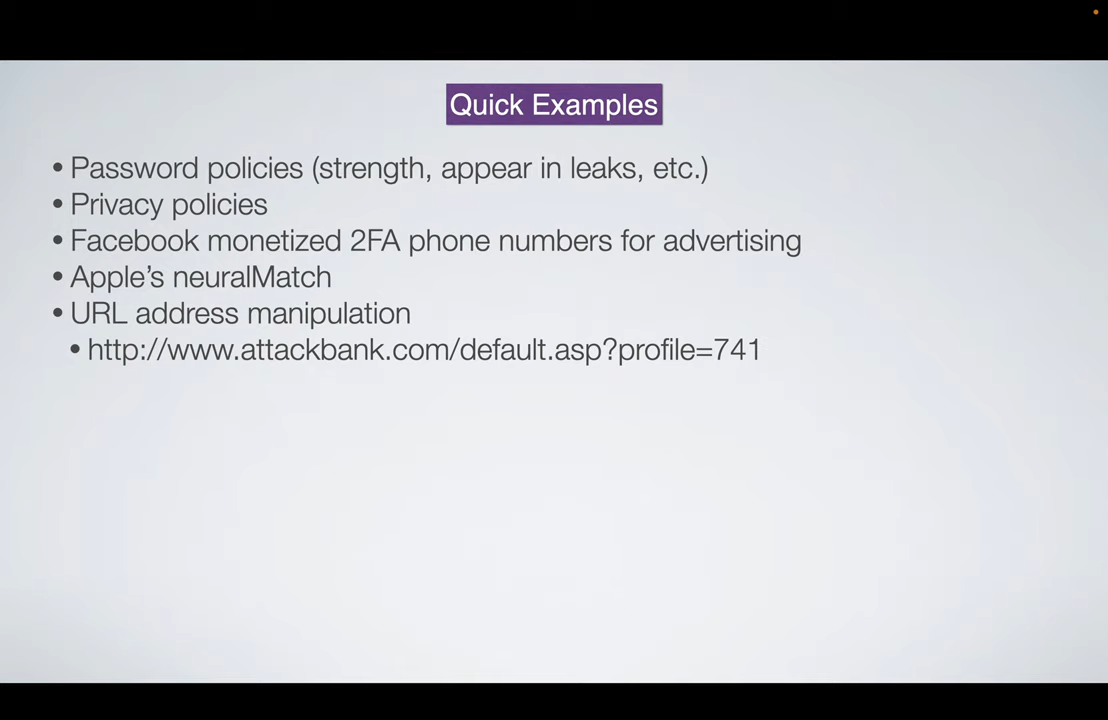 Quick Examples
• Password policies (strength, appear in leaks, etc.)
• Privacy policies
• Facebook monetized 2FA phone numbers for advertising
• Apple’s neuralMatch
• URL address manipulation
• http://www.attackbank.com/default.asp?profile=741